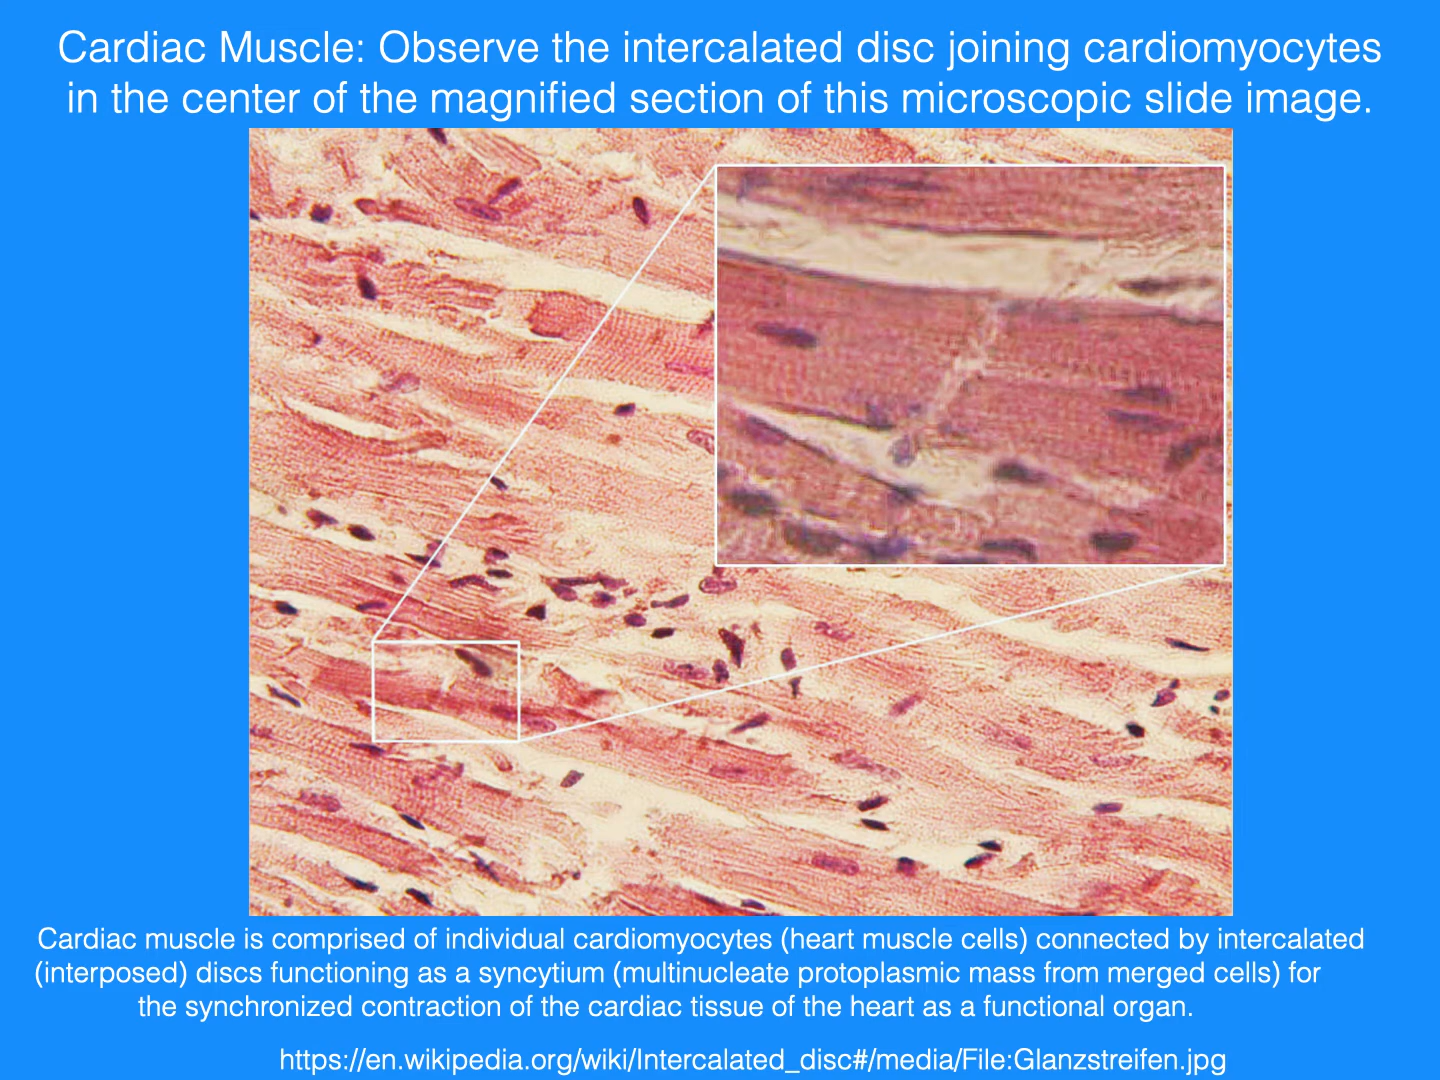 Cardiac Muscle: Observe the intercalated disc joining cardiomyocytes
in the center of the magnified section of this microscopic slide image.
Cardiac muscle is comprised of individual cardiomyocytes (heart muscle cells) connected by intercalated
(interposed) discs functioning as a syncytium (multinucleate protoplasmic mass from merged cells) for
the synchronized contraction of the cardiac tissue of the heart as a functional organ.
https://en.wikipedia.org/wiki/Intercalated_disc#/media/File:Glanzstreifen.jpg